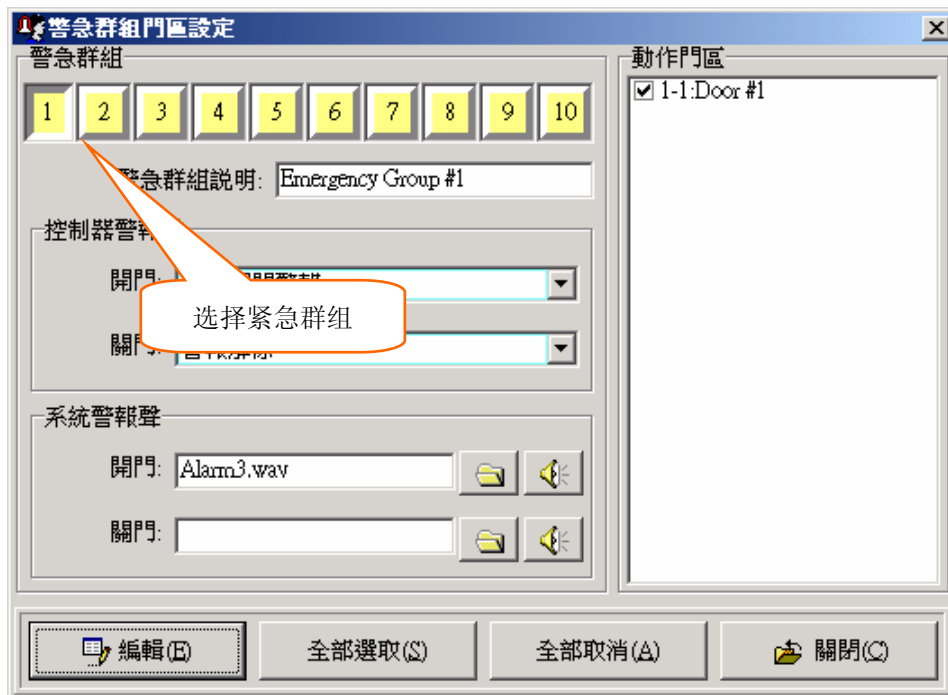 警急群組門區設定
警急群組
1 2 3 4 5 6 7 8 9 10
警急群組説明: Emergency Group #1
控制器警報
開門:
选择紧急群组
關門:
系統警報聲
開門: Alarm3.wav
關門:
動作門區
1-1:Door #1
編輯(E)
全部選取(S)
全部取消(A)
關閉(C)